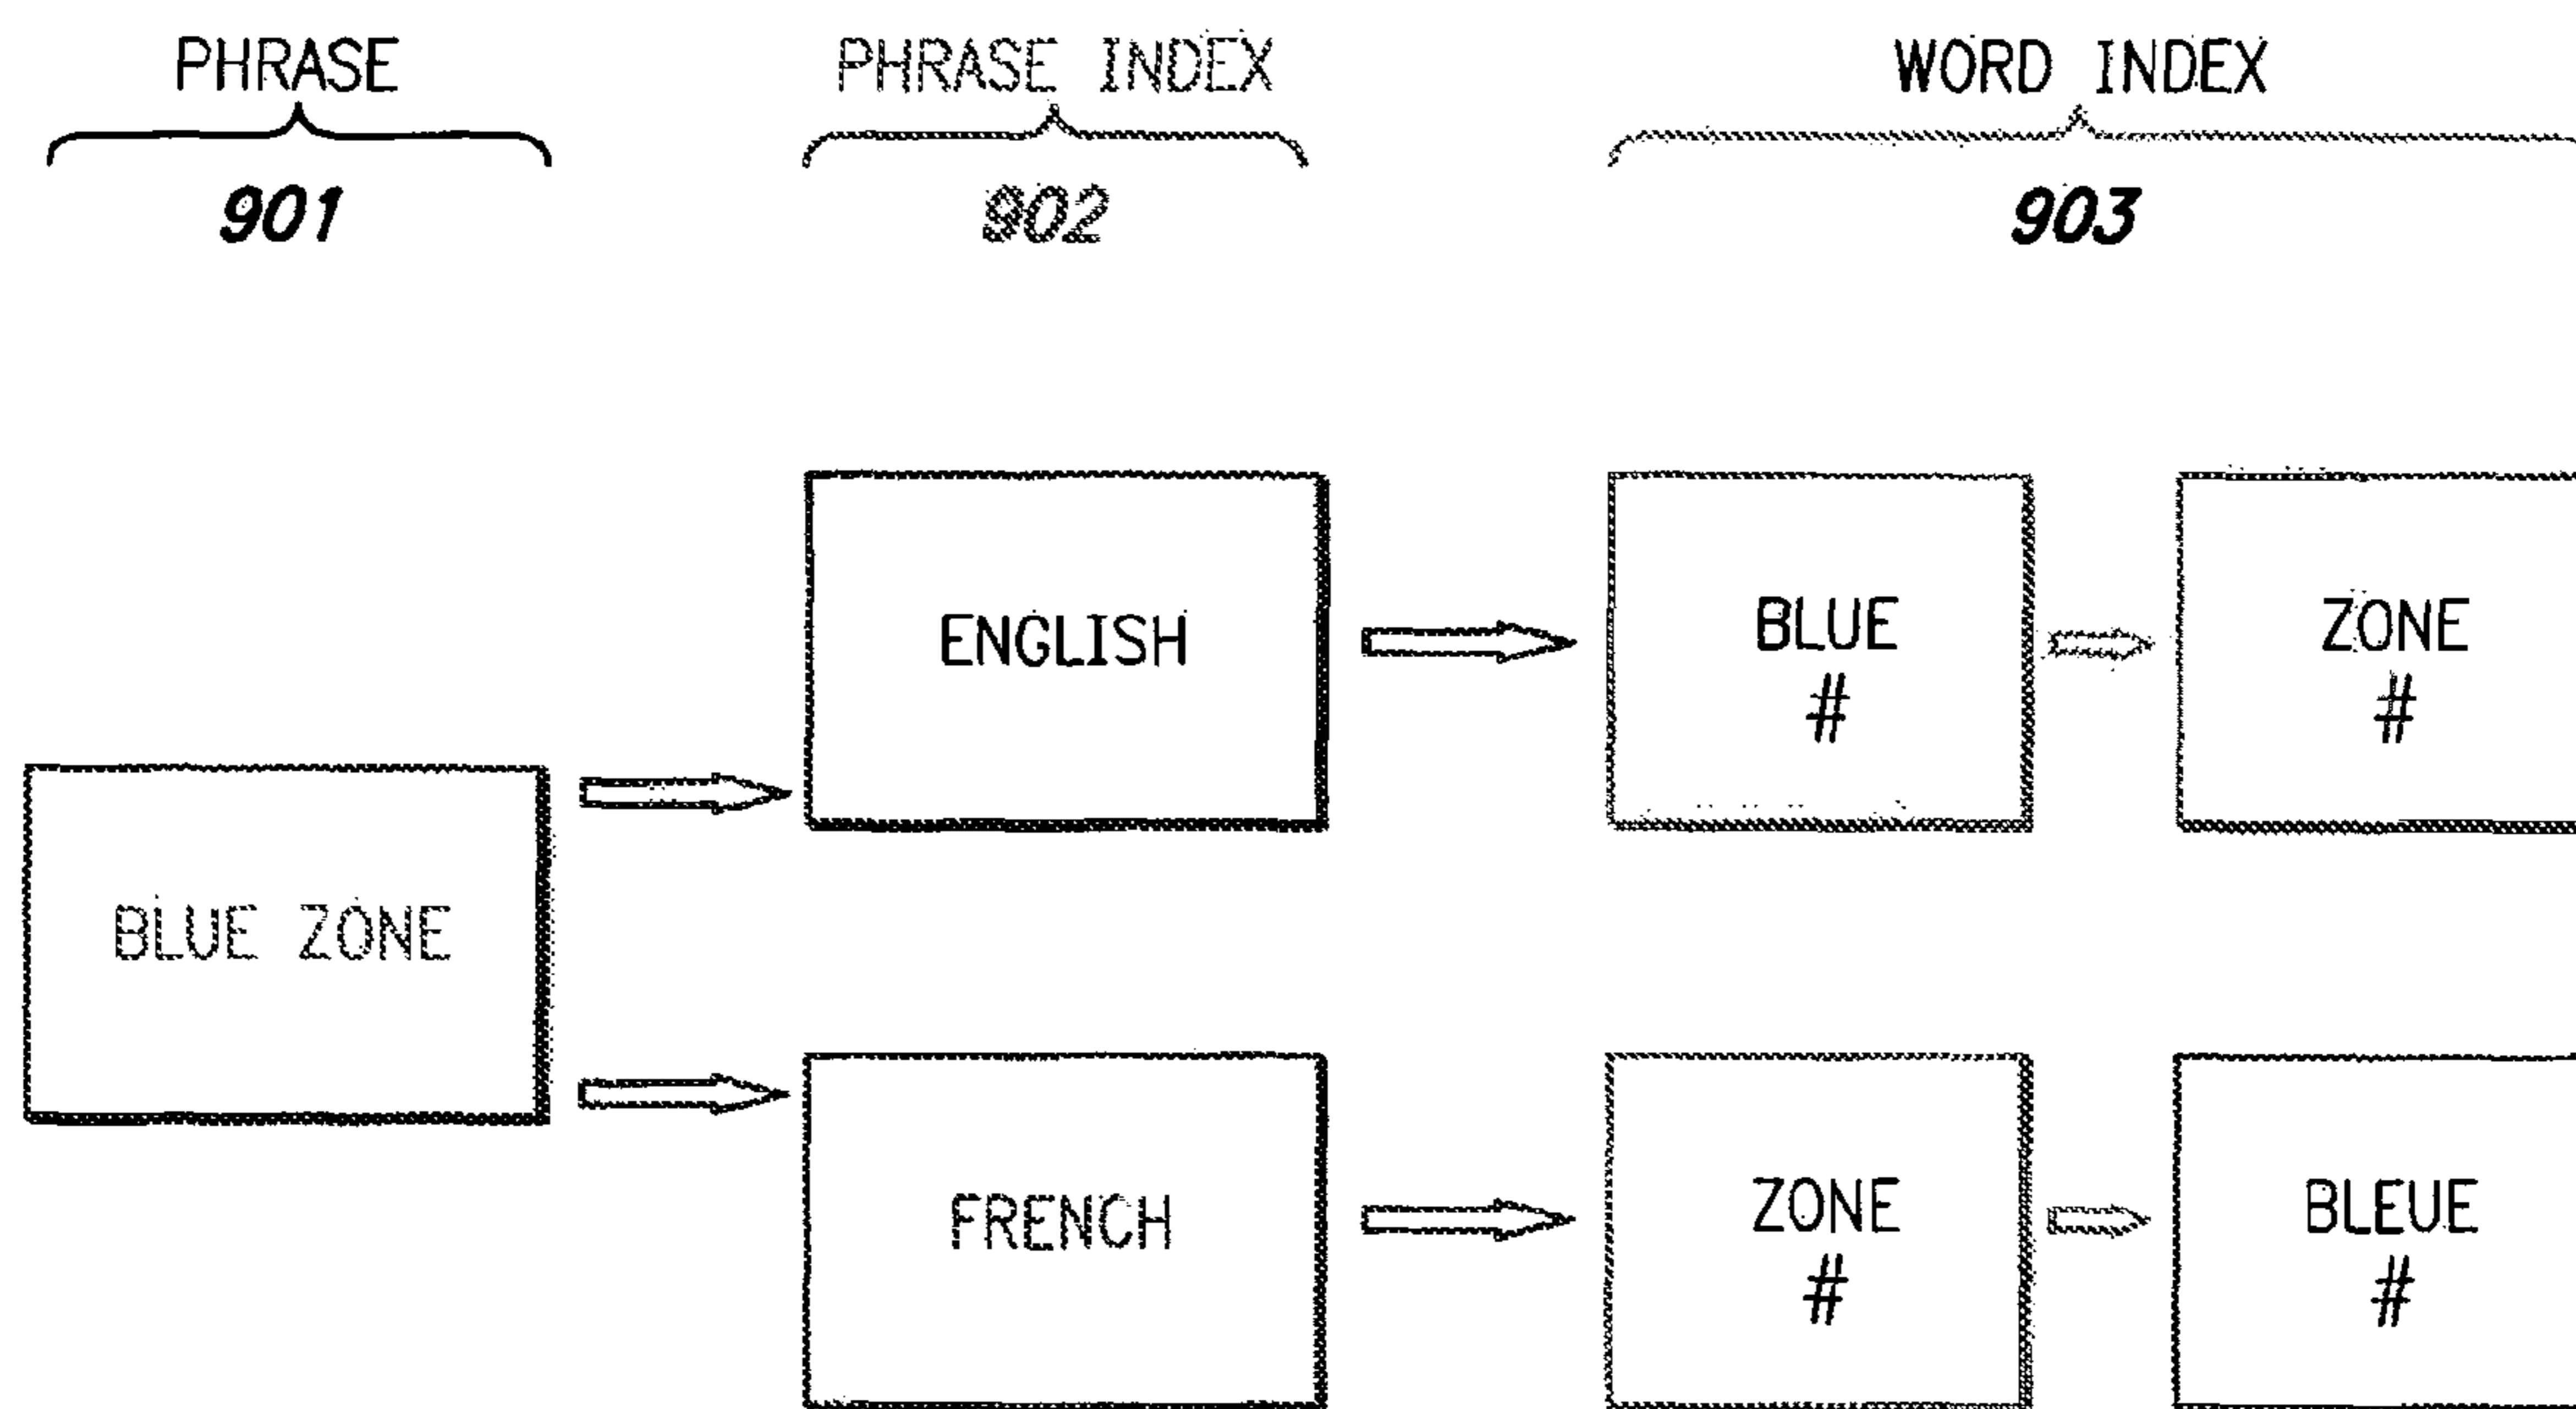 PHRASE
PHRASE INDEX
WORD INDEX
901
902
903
ENGLISH
BLUE
#
ZONE
#
BLUE ZONE
FRENCH
ZONE
#
BLEUE
#